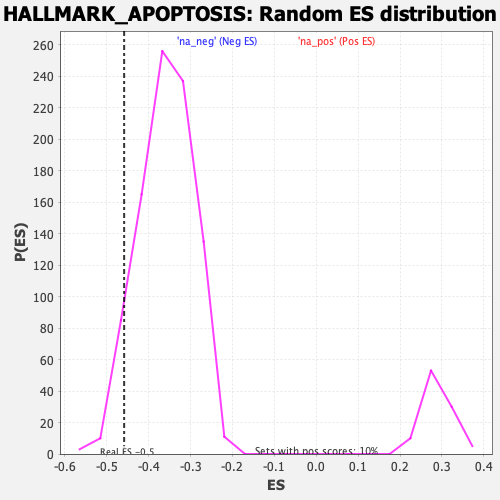 HALLMARK_APOPTOSIS: Random ES distribution
'na_neg' (Neg ES)
'na_pos' (Pos ES)
P(ES)
260
240
220
200
180
160
140
120
100
80
60
40
20
0
Real ES -0.5
Sets with pos scores: 10%
-0.6 -0.5 -0.4 -0.3 -0.2 -0.1 0.0 0.1 0.2 0.3 0.4
ES